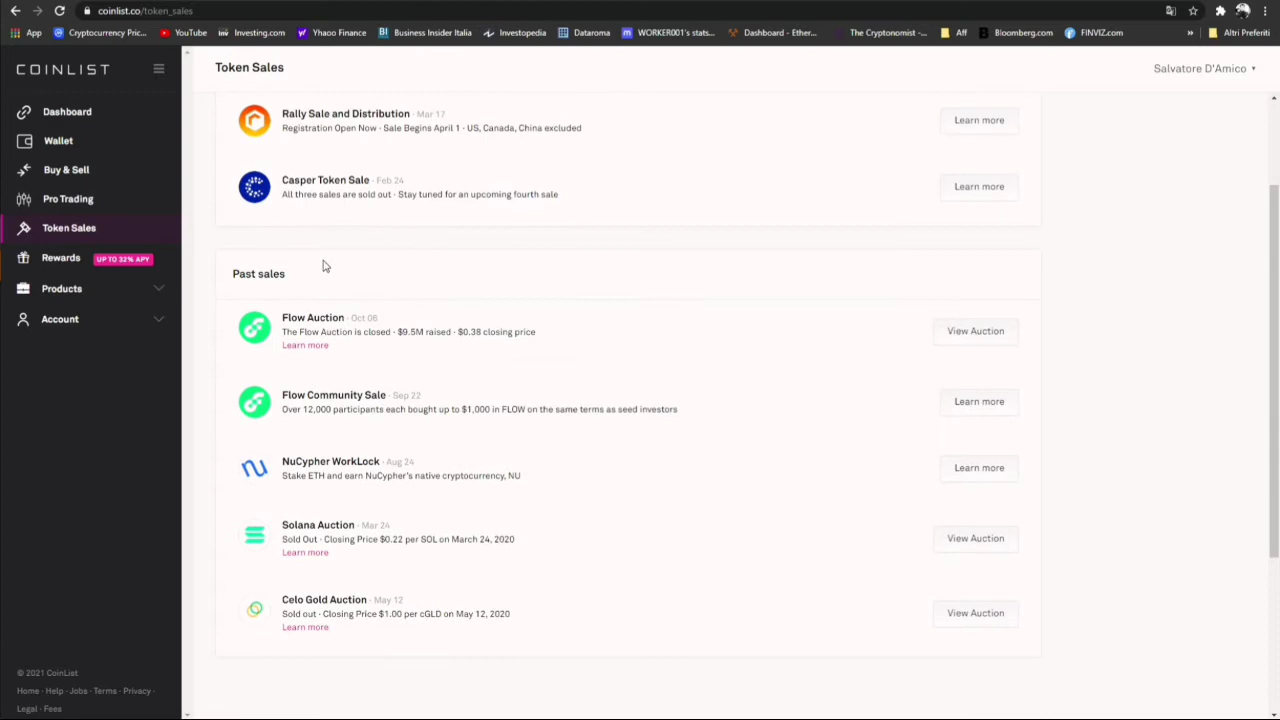 coinlist.co/token_sales
App
Cryptocurrency Pric...
YouTube
Investing.com
Yhaoo Finance
Business Insider Italia
Investopedia
Dataroma
WORKER001's stats...
Dashboard - Ether...
The Cryptonomist -...
Aff
Bloomberg.com
FINVIZ.com
»
Altri Preferiti
COINLIST
Token Sales
Salvatore D'Amico
Dashboard
Wallet
Buy & Sell
Pro Trading
Token Sales
Rewards UP TO 32% APY
Products
Account
© 2021 CoinList
Home · Help · Jobs · Terms · Privacy ·
Legal · Fees
Rally Sale and Distribution · Mar 17
Registration Open Now · Sale Begins April 1 · US, Canada, China excluded
Learn more
Casper Token Sale · Feb 24
All three sales are sold out · Stay tuned for an upcoming fourth sale
Learn more
Past sales
Flow Auction · Oct 06
The Flow Auction is closed · $9.5M raised · $0.38 closing price
Learn more
View Auction
Flow Community Sale · Sep 22
Over 12,000 participants each bought up to $1,000 in FLOW on the same terms as seed investors
Learn more
NuCypher WorkLock · Aug 24
Stake ETH and earn NuCypher's native cryptocurrency, NU
Learn more
Solana Auction · Mar 24
Sold Out · Closing Price $0.22 per SOL on March 24, 2020
Learn more
View Auction
Celo Gold Auction · May 12
Sold out · Closing Price $1.00 per cGLD on May 12, 2020
Learn more
View Auction